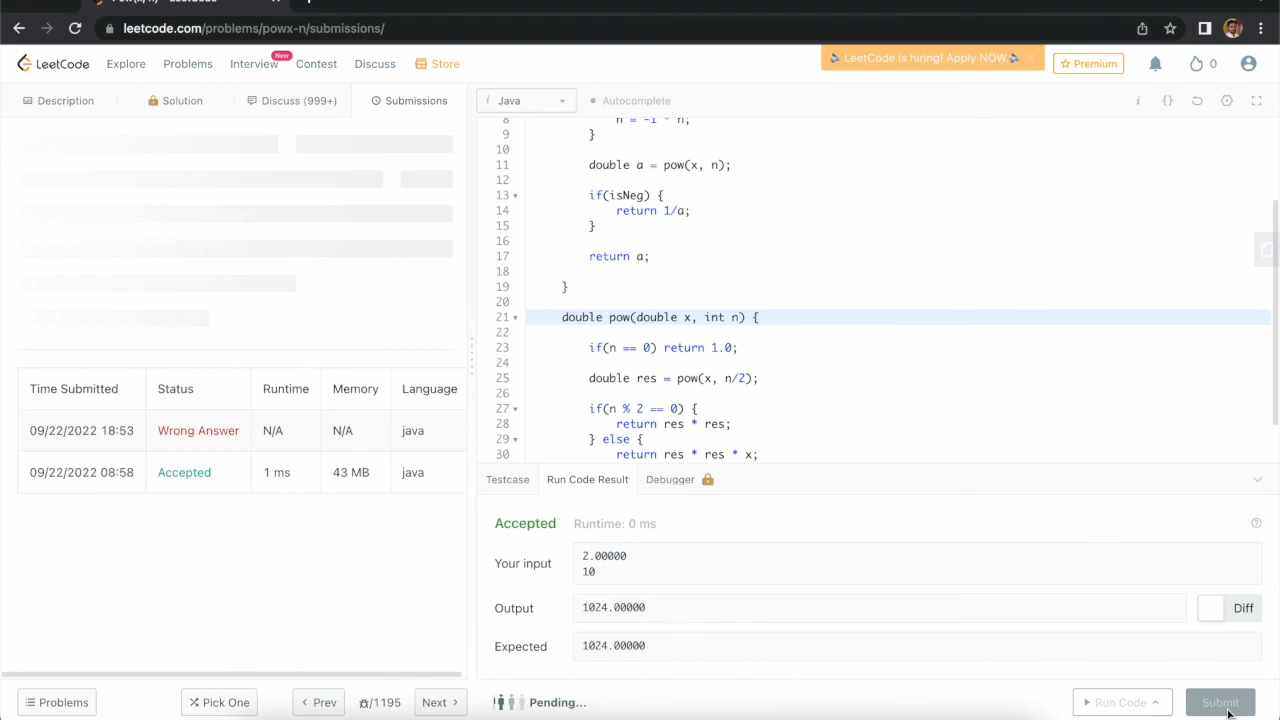 leetcode.com/problems/powx-n/submissions/
LeetCode
Explore
Problems
Interview
New
Contest
Discuss
Store
LeetCode is hiring! Apply NOW.
×
Premium
0
Description
Solution
Discuss (999+)
Submissions
i Java
Autocomplete
i
{}
8 n = -1 * n;
9 }
10
11 double a = pow(x, n);
12
13 if(isNeg) {
14 return 1/a;
15 }
16
17 return a;
18
19 }
20
21 double pow(double x, int n) {
22
23 if(n == 0) return 1.0;
24
25 double res = pow(x, n/2);
26
27 if(n % 2 == 0) {
28 return res * res;
29 } else {
30 return res * res * x;
Time Submitted Status Runtime Memory Language
09/22/2022 18:53 Wrong Answer N/A N/A java
09/22/2022 08:58 Accepted 1 ms 43 MB java
Testcase
Run Code Result
Debugger
Accepted Runtime: 0 ms
Your input
2.00000
10
Output
1024.00000
Diff
Expected
1024.00000
Problems
Pick One
Prev
/1195
Next
Pending...
Run Code
Submit